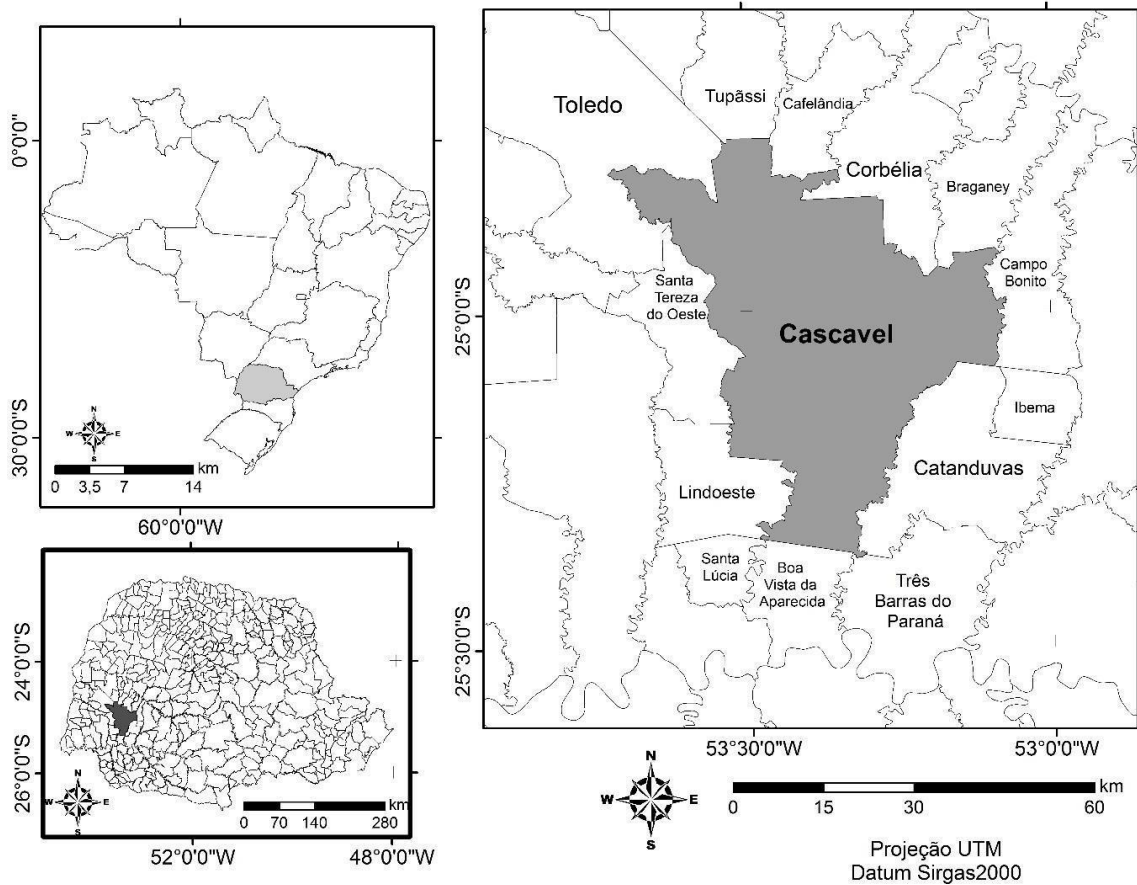 0°0'0"
30°0'0"S
N
W
E
S
km
0
3,5
7
14
60°0'0"W
24°0'0"S
26°0'0"S
N
W
E
S
km
0
70
140
280
52°0'0"W
48°0'0"W
Toledo
Tupãssi
Cafelândia
Corbélia
Braganey
Campo
Bonito
Santa
Tereza
do Oeste
Cascavel
Ibema
Catanduvas
Lindoeste
Santa
Lúcia
Boa
Vista da
Aparecida
Três
Barras do
Paraná
25°0'0"S
25°30'0"S
53°30'0"W
53°0'0"W
N
W
E
S
km
0
15
30
60
Projeção UTM
Datum Sirgas2000